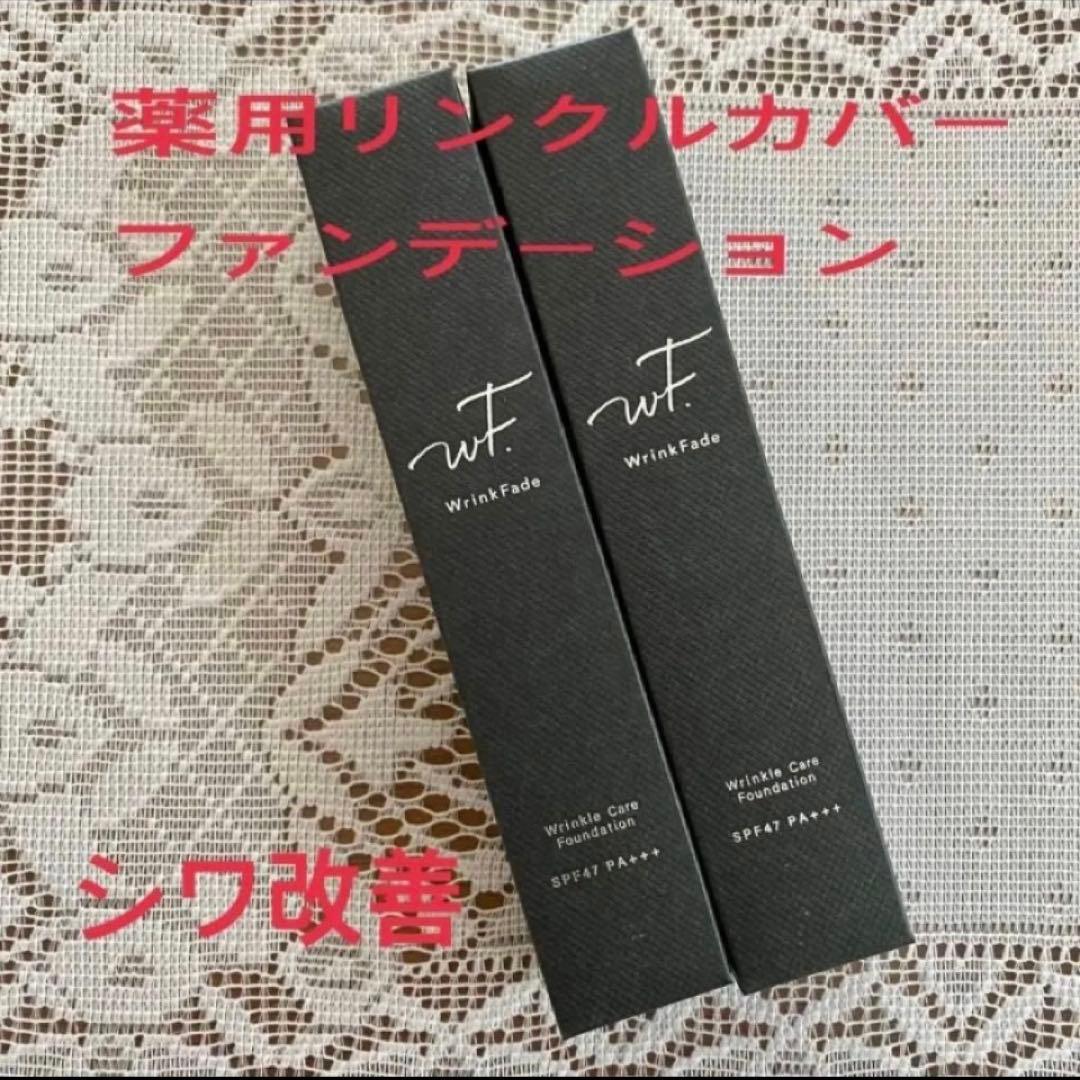 薬用リンクルカバー
ファンデーション
wF.
WrinkFade
Wrinkle Care
Foundation
SPF47 PA+++
wF.
WrinkFade
Wrinkle Care
Foundation
SPF47 PA+++
シワ改善